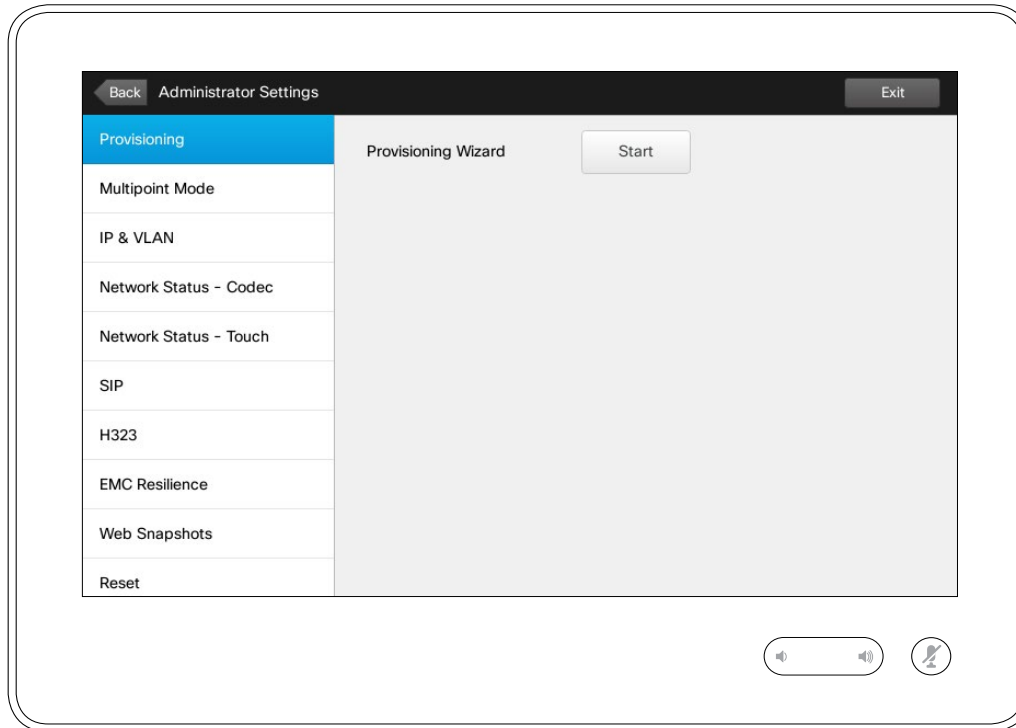 Back Administrator Settings Exit
Provisioning
Provisioning Wizard Start
Multipoint Mode
IP & VLAN
Network Status - Codec
Network Status - Touch
SIP
H323
EMC Resilience
Web Snapshots
Reset